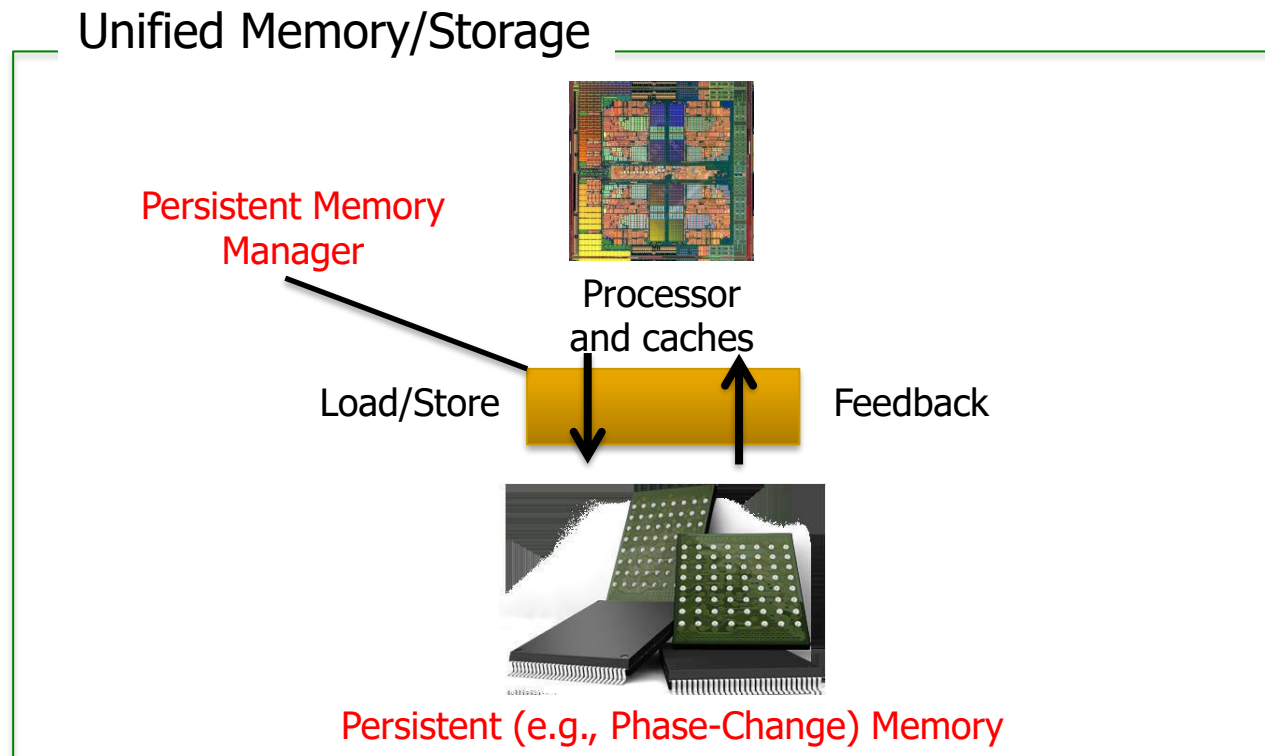 Unified Memory/Storage
Persistent Memory
Manager
Processor
and caches
Load/Store
Feedback
Persistent (e.g., Phase-Change) Memory